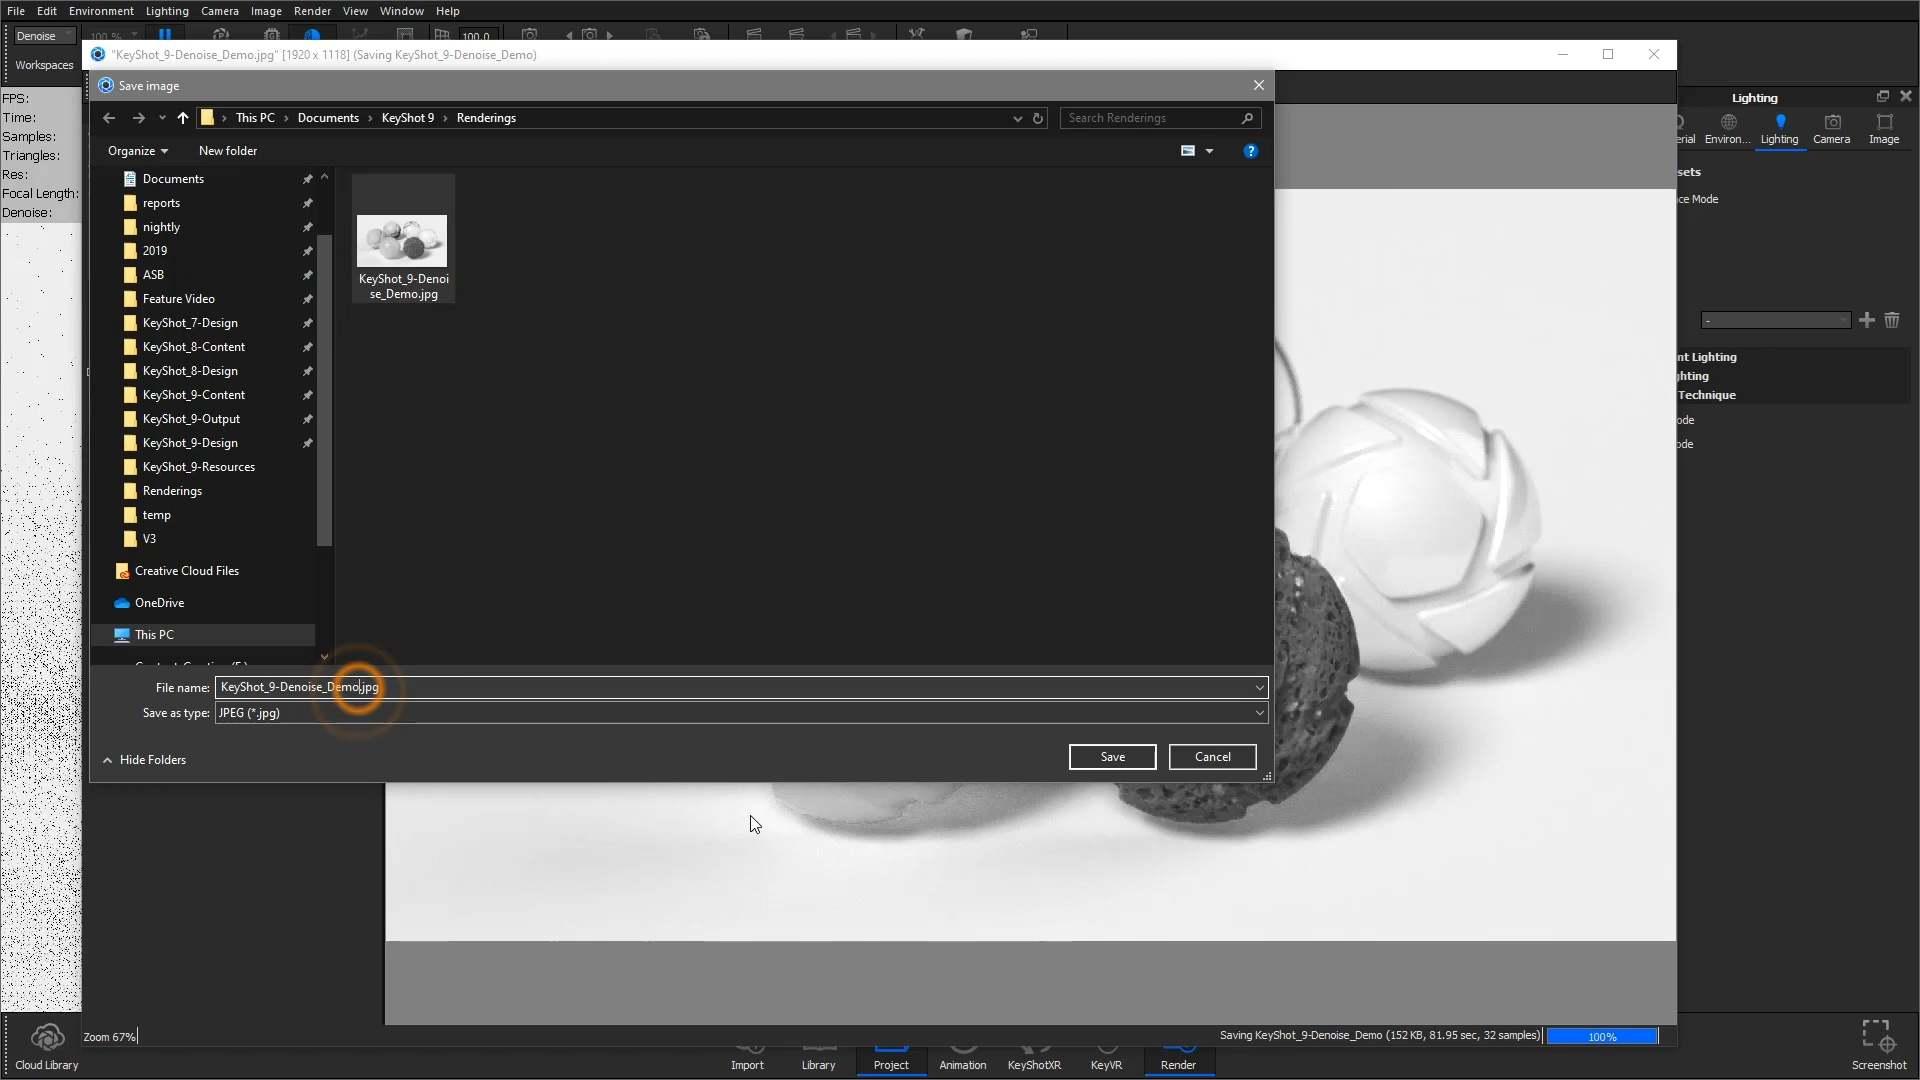 File Edit Environment Lighting Camera Image Render View Window Help
Denoise 100 % 100.0
Workspaces
"KeyShot_9-Denoise_Demo.jpg" [1920 x 1118] (Saving KeyShot_9-Denoise_Demo)
Save image
FPS:
Time:
Samples:
Triangles:
Res:
Focal Length:
Denoise:
This PC › Documents › KeyShot 9 › Renderings
Search Renderings
Organize New folder
Documents
reports
nightly
2019
ASB
Feature Video
KeyShot_7-Design
KeyShot_8-Content
KeyShot_8-Design
KeyShot_9-Content
KeyShot_9-Output
KeyShot_9-Design
KeyShot_9-Resources
Renderings
temp
V3
Creative Cloud Files
OneDrive
This PC
KeyShot_9-Denoi
se_Demo.jpg
File name: KeyShot_9-Denoise_Demo.jpg
Save as type: JPEG (*.jpg)
Hide Folders
Save Cancel
Lighting
erial Environ... Lighting Camera Image
sets
ce Mode
-
nt Lighting
ghting
Technique
ode
ode
Zoom 67%
Saving KeyShot_9-Denoise_Demo (152 KB, 81.95 sec, 32 samples) 100%
Cloud Library Import Library Project Animation KeyShotXR KeyVR Render Screenshot